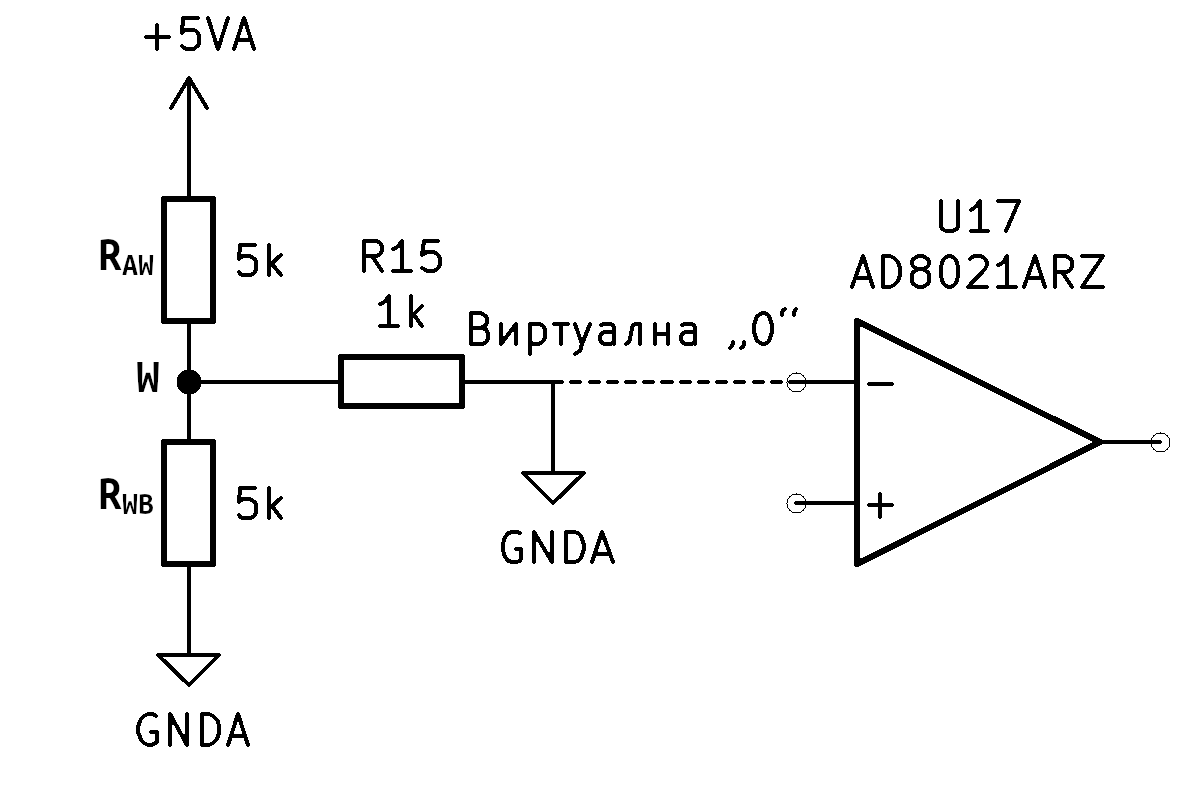 +5VA
R_AW
5k
R15
1k
W
R_WB
5k
GNDA
Виртуална „0“
GNDA
U17
AD8021ARZ
−
+